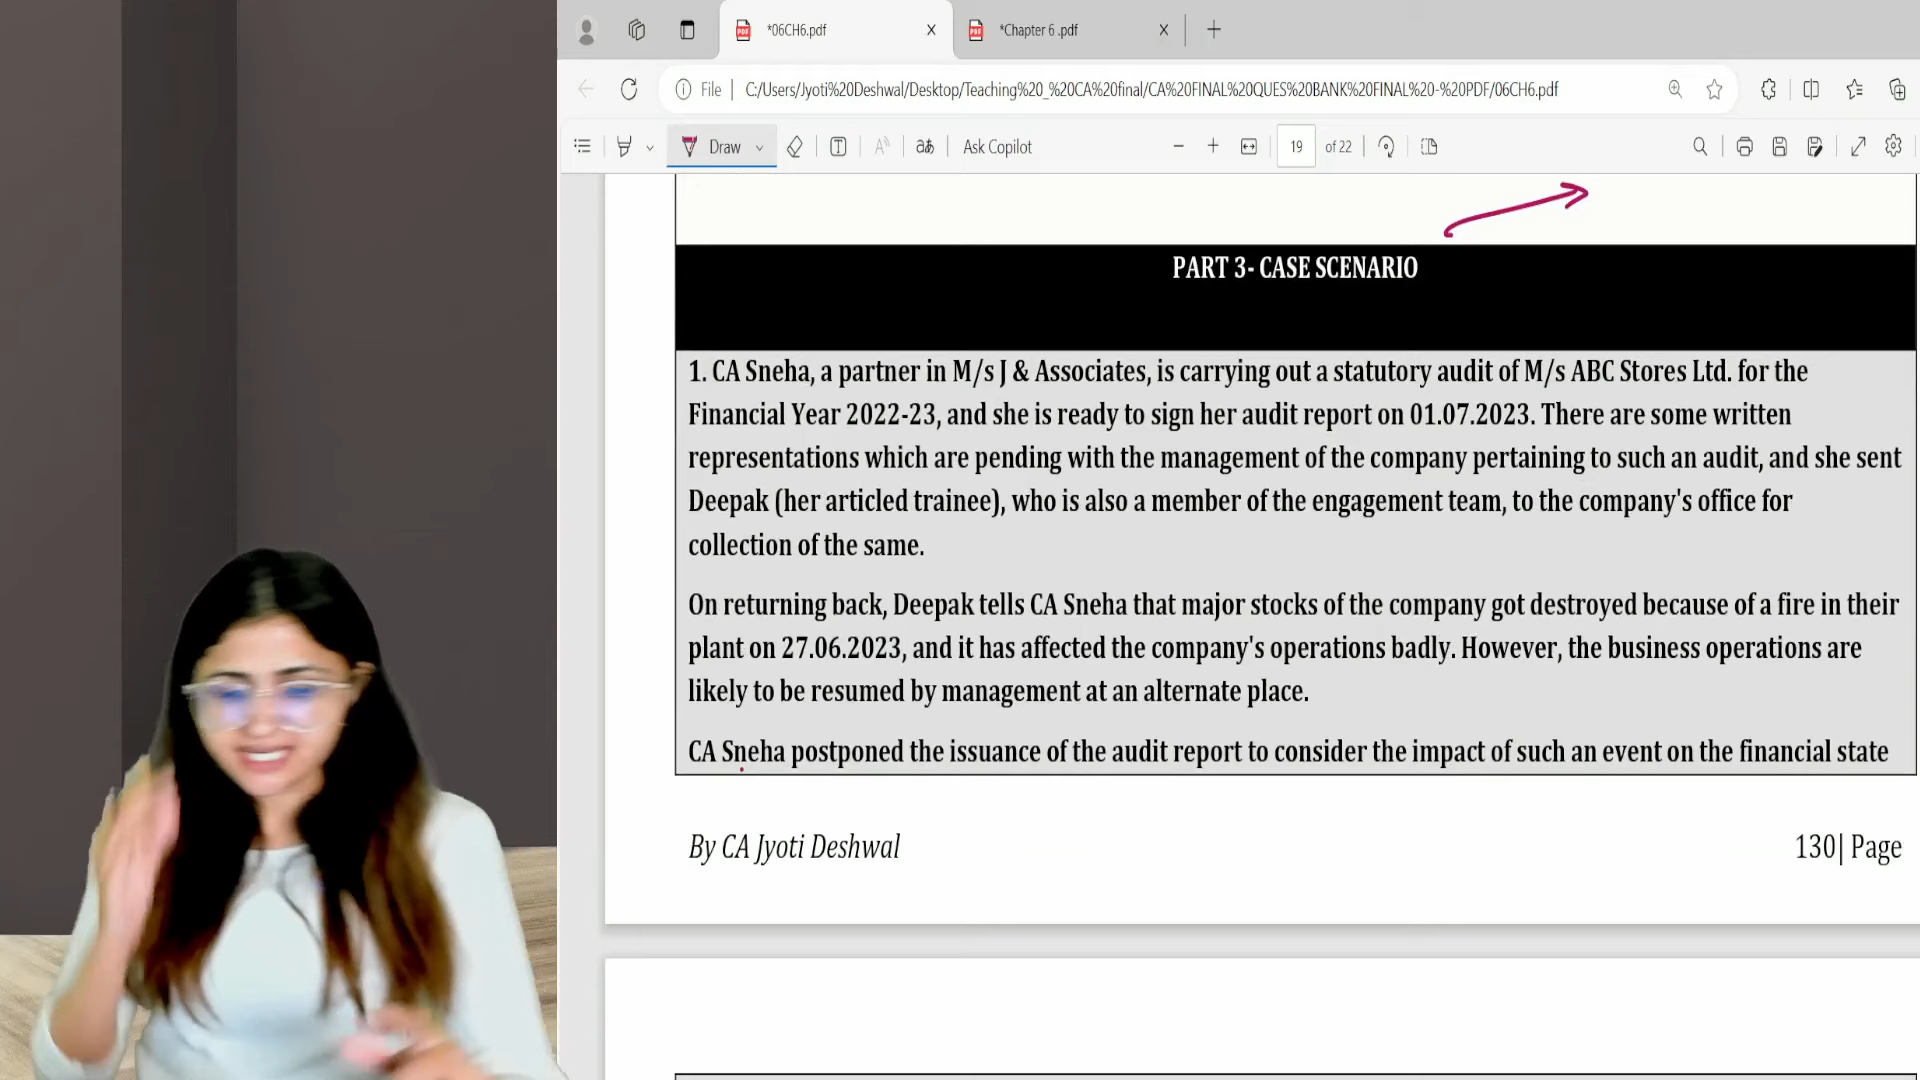 *06CH6.pdf
*Chapter 6 .pdf
File
C:/Users/Jyoti%20Deshwal/Desktop/Teaching%20_%20CA%20final/CA%20FINAL%20QUES%20BANK%20FINAL%20-%20PDF/06CH6.pdf
Draw
Ask Copilot
19 of 22
PART 3- CASE SCENARIO
1. CA Sneha, a partner in M/s J & Associates, is carrying out a statutory audit of M/s ABC Stores Ltd. for the
Financial Year 2022-23, and she is ready to sign her audit report on 01.07.2023. There are some written
representations which are pending with the management of the company pertaining to such an audit, and she sent
Deepak (her articled trainee), who is also a member of the engagement team, to the company's office for
collection of the same.
On returning back, Deepak tells CA Sneha that major stocks of the company got destroyed because of a fire in their
plant on 27.06.2023, and it has affected the company's operations badly. However, the business operations are
likely to be resumed by management at an alternate place.
CA Sneha postponed the issuance of the audit report to consider the impact of such an event on the financial state
By CA Jyoti Deshwal
130| Page